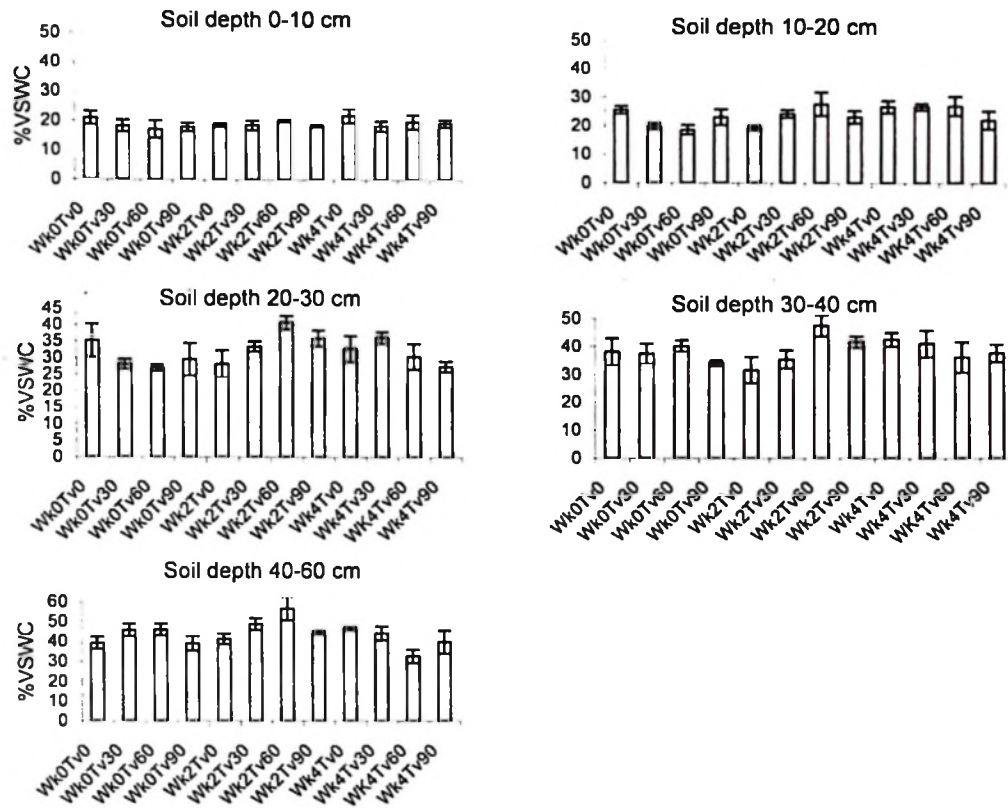 Soil depth 0-10 cm
50
40
30
20
10
0
%VSWC
Wk0Tv0
Wk0Tv30
Wk0Tv60
Wk0Tv90
Wk2Tv0
Wk2Tv30
Wk2Tv60
Wk2Tv90
Wk4Tv0
Wk4Tv30
WK4Tv60
Wk4Tv90
Soil depth 10-20 cm
50
40
30
20
10
0
Wk0Tv0
Wk0Tv30
Wk0Tv60
Wk0Tv90
Wk2Tv0
Wk2Tv30
Wk2Tv60
Wk2Tv90
Wk4Tv0
Wk4Tv30
WK4Tv60
Wk4Tv90
Soil depth 20-30 cm
45
40
35
30
25
20
15
10
5
0
%VSWC
Wk0Tv0
Wk0Tv30
Wk0Tv60
Wk0Tv90
Wk2Tv0
Wk2Tv30
Wk2Tv60
Wk2Tv90
Wk4Tv0
Wk4Tv30
WK4Tv60
Wk4Tv90
Soil depth 30-40 cm
50
40
30
20
10
0
Wk0Tv0
Wk0Tv30
Wk0Tv60
Wk0Tv90
Wk2Tv0
Wk2Tv30
Wk2Tv60
Wk2Tv90
Wk4Tv0
Wk4Tv30
WK4Tv60
Wk4Tv90
Soil depth 40-60 cm
60
50
40
30
20
10
0
%VSWC
Wk0Tv0
Wk0Tv30
Wk0Tv60
Wk0Tv90
Wk2Tv0
Wk2Tv30
Wk2Tv60
Wk2Tv90
Wk4Tv0
Wk4Tv30
WK4Tv60
Wk4Tv90